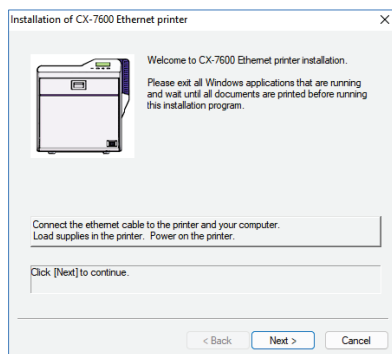 Installation of CX-7600 Ethernet printer
Welcome to CX-7600 Ethernet printer installation.
Please exit all Windows applications that are running
and wait until all documents are printed before running
this installation program.
Connect the ethernet cable to the printer and your computer.
Load supplies in the printer. Power on the printer.
Click [Next] to continue.
< Back
Next >
Cancel